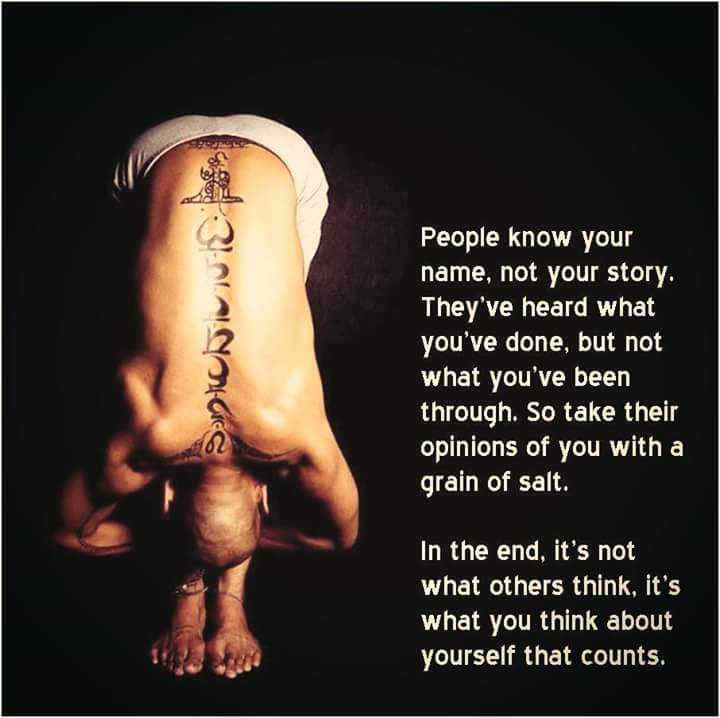 People know your
name, not your story.
They've heard what
you've done, but not
what you've been
through. So take their
opinions of you with a
grain of salt.
In the end, it's not
what others think, it's
what you think about
yourself that counts.